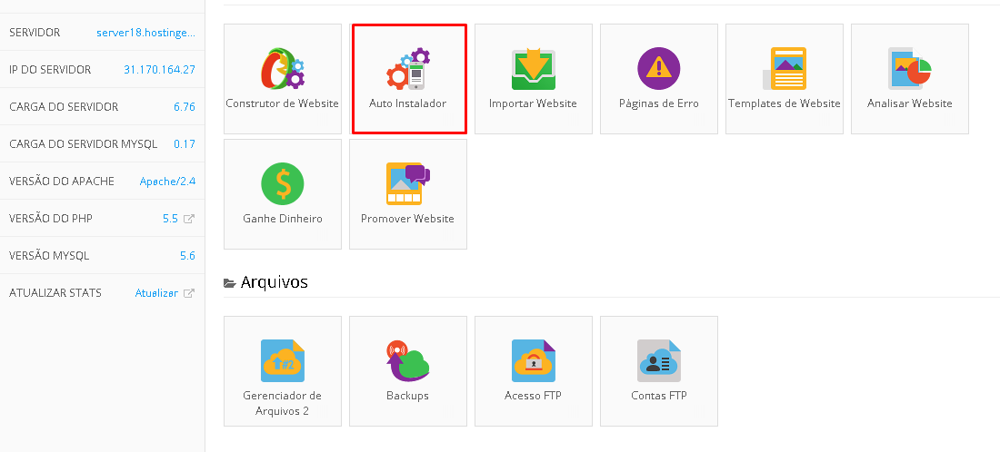 SERVIDOR server18.hostinge...
IP DO SERVIDOR 31.170.164.27
CARGA DO SERVIDOR 6.76
CARGA DO SERVIDOR MYSQL 0.17
VERSÃO DO APACHE Apache/2.4
VERSÃO DO PHP 5.5
VERSÃO MYSQL 5.6
ATUALIZAR STATS Atualizar
Construtor de Website
Auto Instalador
Importar Website
Páginas de Erro
Templates de Website
Analisar Website
$
Ganhe Dinheiro
Promover Website
Arquivos
#2
Gerenciador de
Arquivos 2
Backups
Acesso FTP
Contas FTP